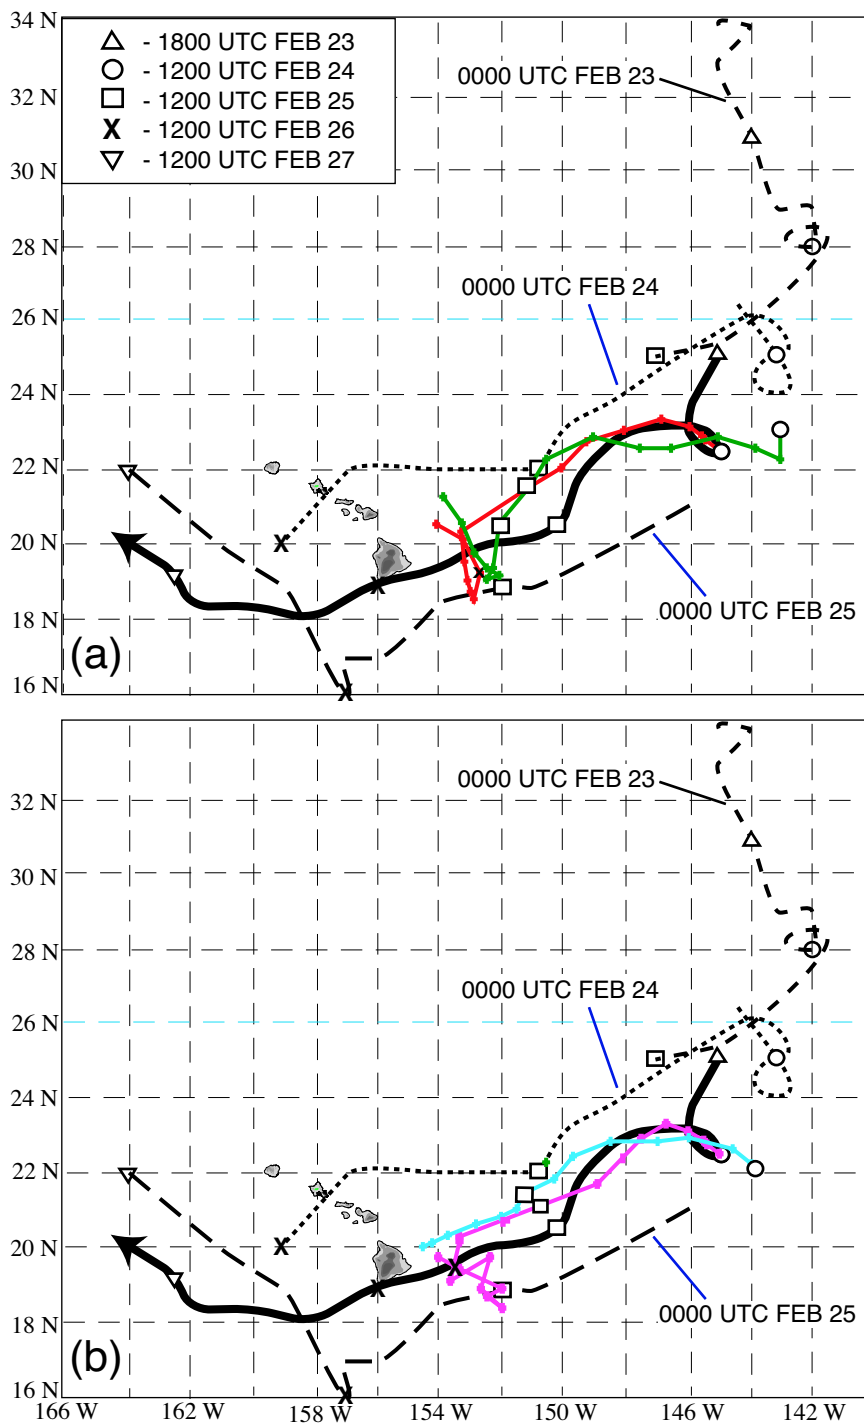 34 N
△ - 1800 UTC FEB 23
○ - 1200 UTC FEB 24
□ - 1200 UTC FEB 25
X - 1200 UTC FEB 26
▽ - 1200 UTC FEB 27
0000 UTC FEB 23
32 N
30 N
28 N
0000 UTC FEB 24
26 N
24 N
22 N
20 N
18 N
0000 UTC FEB 25
(a)
16 N
0000 UTC FEB 23
32 N
30 N
28 N
0000 UTC FEB 24
26 N
24 N
22 N
20 N
18 N
0000 UTC FEB 25
(b)
16 N
166 W 162 W 158 W 154 W 150 W 146 W 142 W